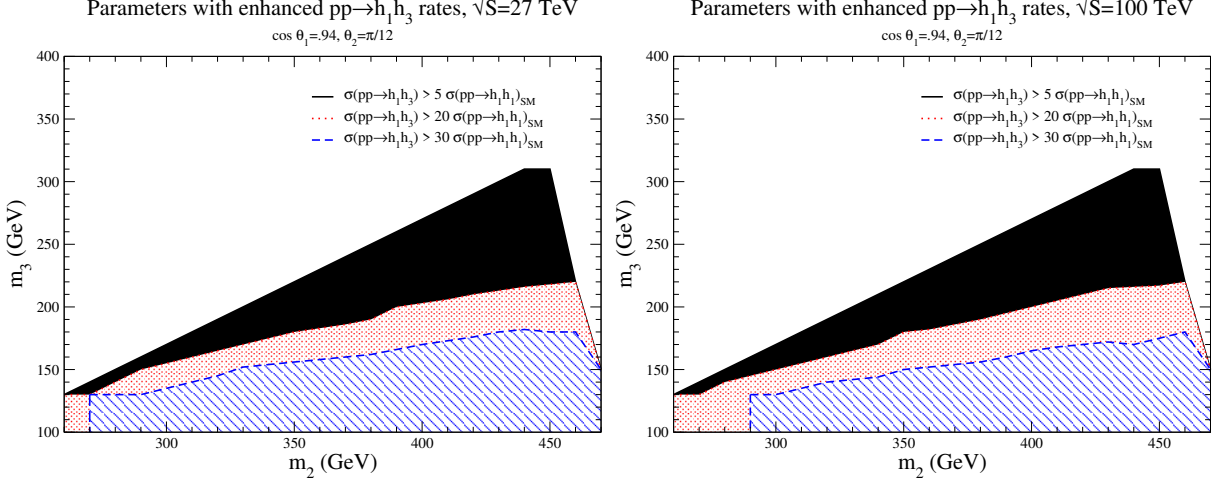 Parameters with enhanced pp→h₁h₃ rates, √S=27 TeV
cos θ₁=.94, θ₂=π/12
400
350
300
250
200
150
100
m₃ (GeV)
σ(pp→h₁h₃) > 5 σ(pp→h₁h₁)SM
σ(pp→h₁h₃) > 20 σ(pp→h₁h₁)SM
σ(pp→h₁h₃) > 30 σ(pp→h₁h₁)SM
300 350 400 450
m₂ (GeV)
Parameters with enhanced pp→h₁h₃ rates, √S=100 TeV
cos θ₁=.94, θ₂=π/12
400
350
300
250
200
150
100
m₃ (GeV)
σ(pp→h₁h₃) > 5 σ(pp→h₁h₁)SM
σ(pp→h₁h₃) > 20 σ(pp→h₁h₁)SM
σ(pp→h₁h₃) > 30 σ(pp→h₁h₁)SM
300 350 400 450
m₂ (GeV)